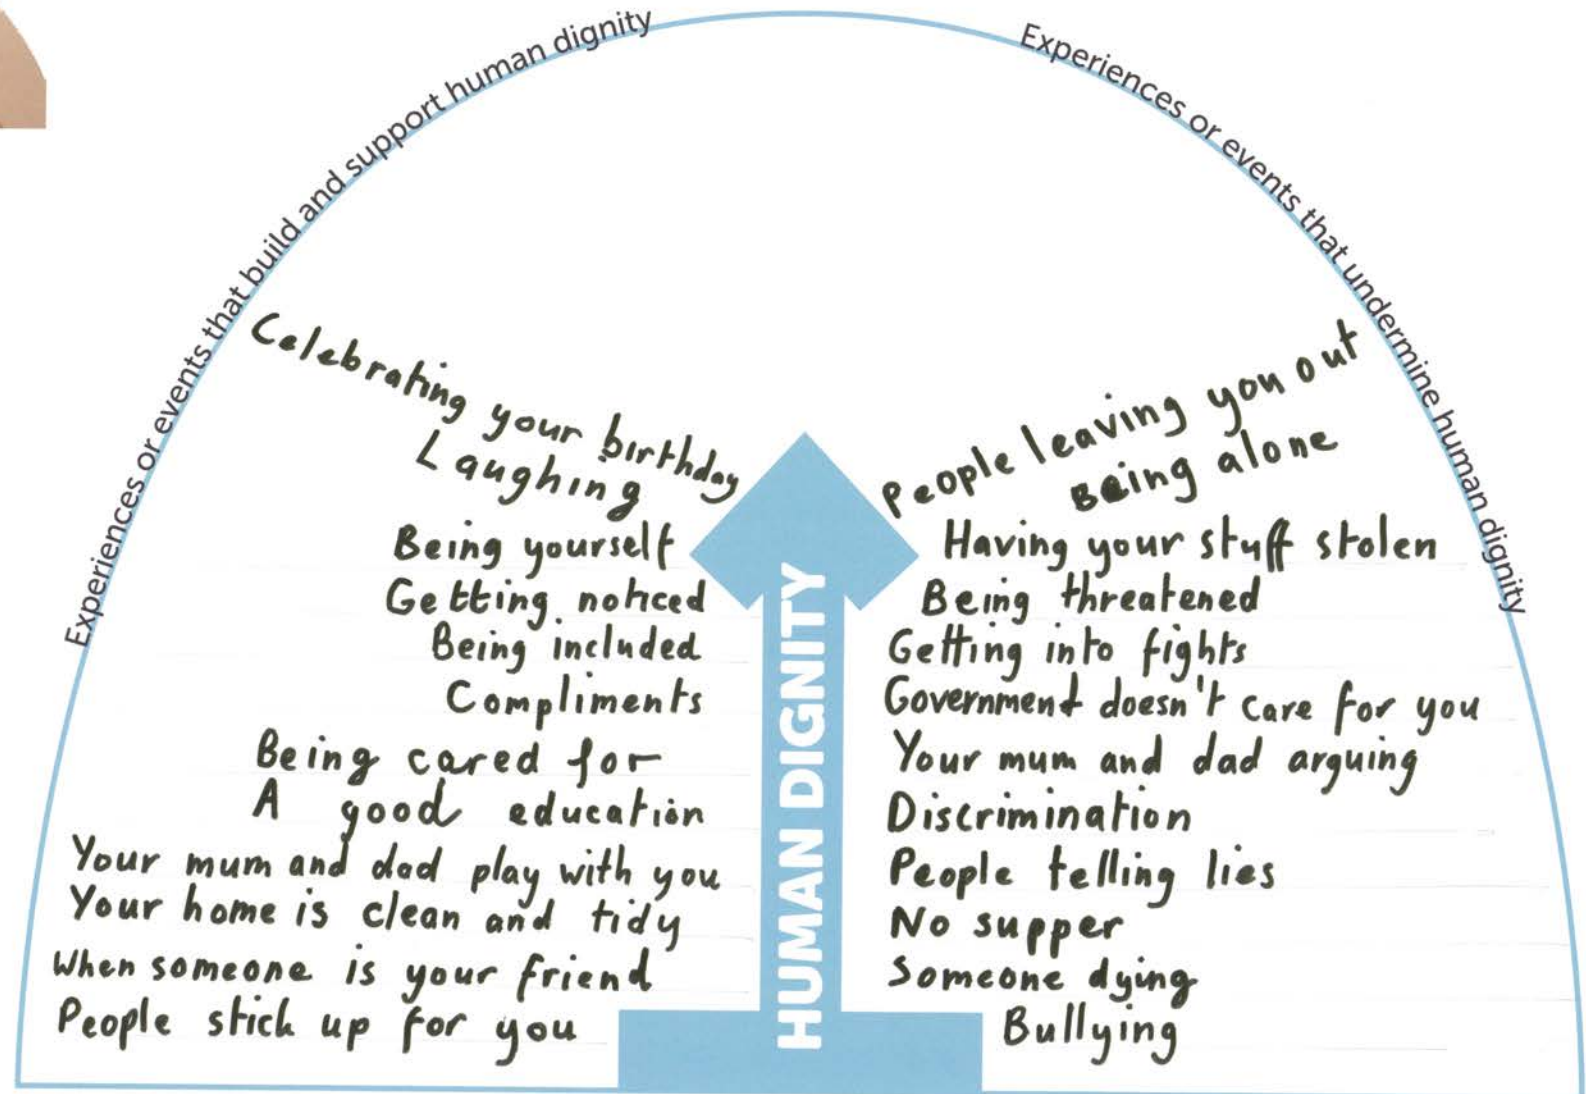 Experiences or events that build and support human dignity
Experiences or events that undermine human dignity
Celebrating your birthday
Laughing
Being yourself
Getting noticed
Being included
Compliments
Being cared for
A good education
Your mum and dad play with you
Your home is clean and tidy
When someone is your friend
People stick up for you
HUMAN DIGNITY
People leaving you out
Being alone
Having your stuff stolen
Being threatened
Getting into fights
Government doesn't care for you
Your mum and dad arguing
Discrimination
People telling lies
No supper
Someone dying
Bullying